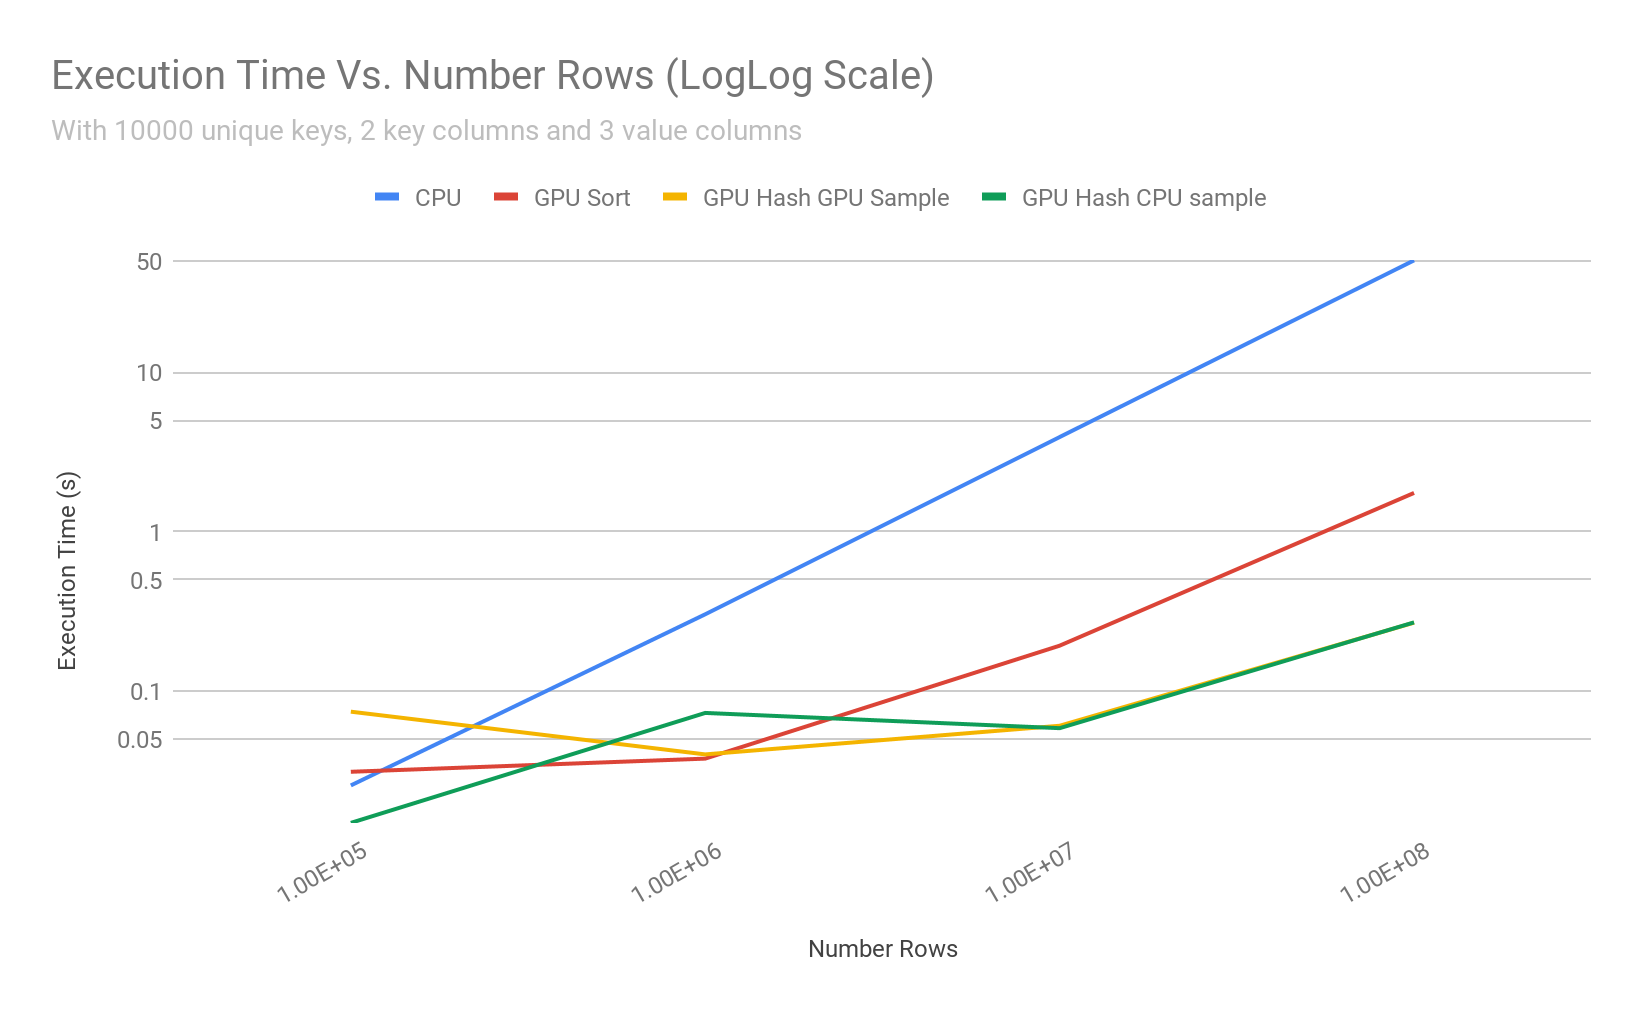 Execution Time Vs. Number Rows (LogLog Scale)
With 10000 unique keys, 2 key columns and 3 value columns
CPU
GPU Sort
GPU Hash GPU Sample
GPU Hash CPU sample
50
10
5
1
0.5
0.1
0.05
Execution Time (s)
1.00E+05
1.00E+06
1.00E+07
1.00E+08
Number Rows